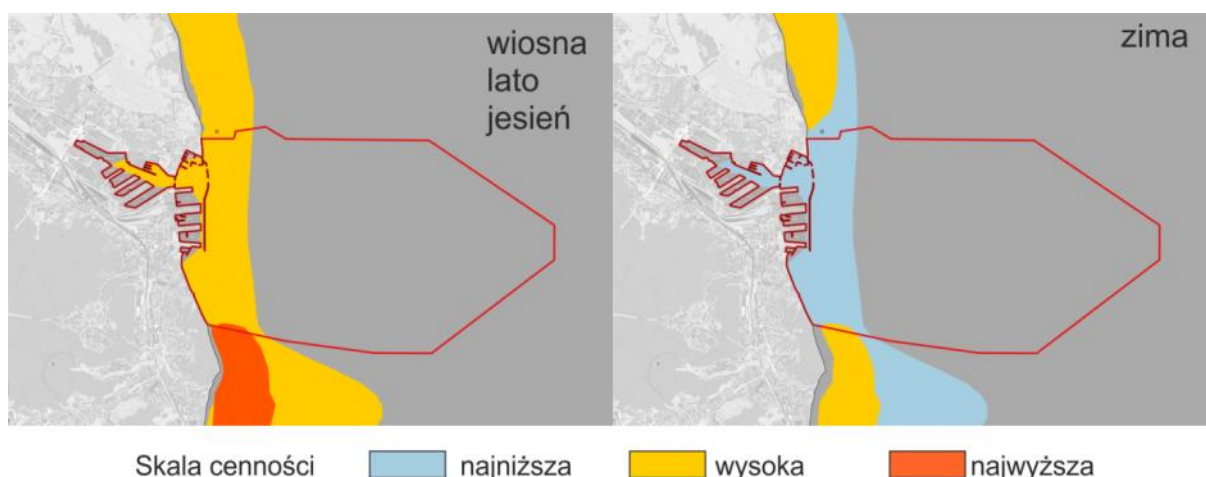 wiosna
lato
jesień
zima
Skala cenności najniższa wysoka najwyższa